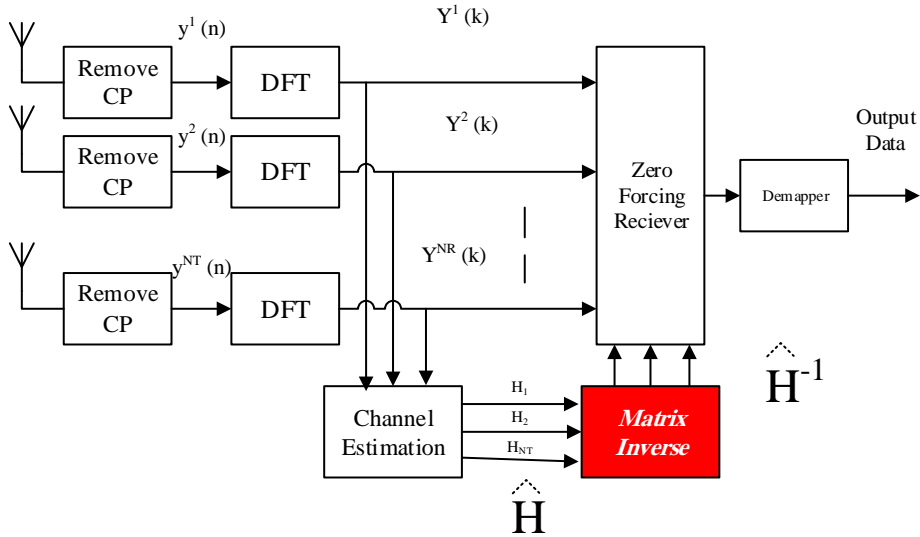 Y¹ (k)
y¹ (n)
Remove
CP
DFT
Y² (k)
y² (n)
Remove
CP
DFT
Zero
Forcing
Reciever
Output
Data
Demapper
Y^NR (k)
y^NT (n)
Remove
CP
DFT
Channel
Estimation
H₁
H₂
H_NT
Matrix
Inverse
Ĥ⁻¹
Ĥ